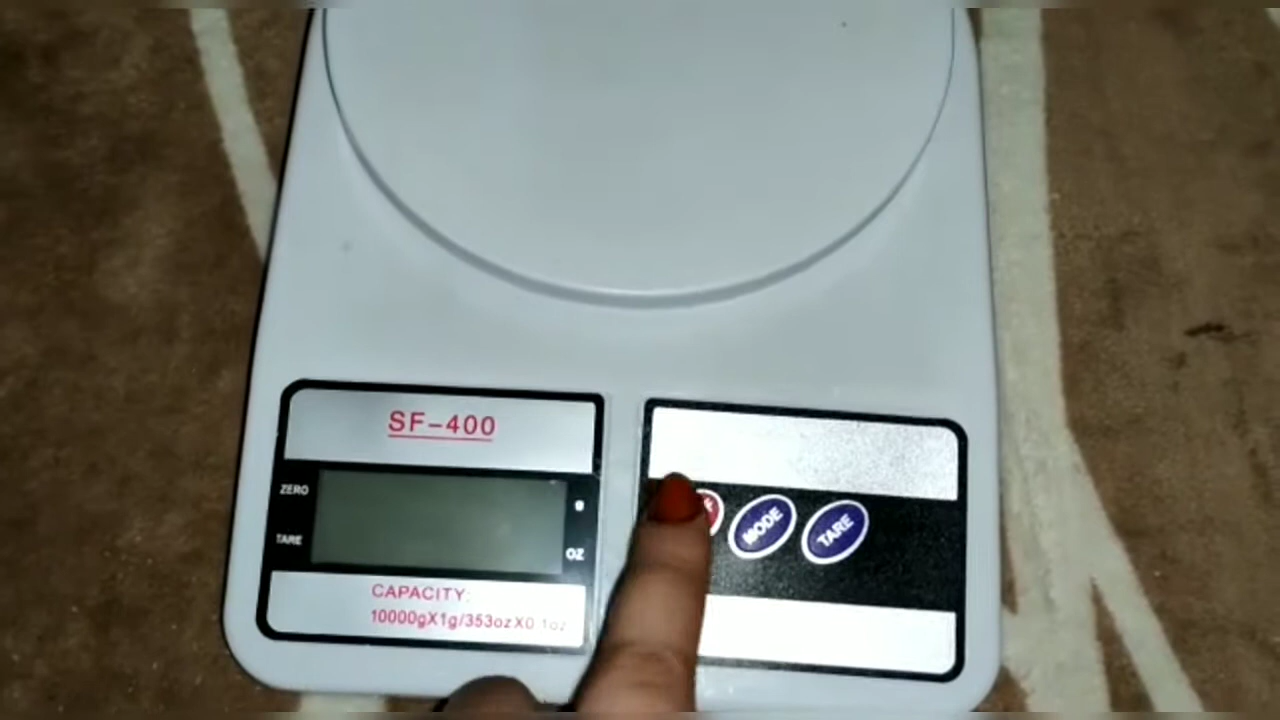 SF-400
ZERO
TARE
g
OZ
CAPACITY:
10000gX1g/353ozX0.1oz
MODE
TARE